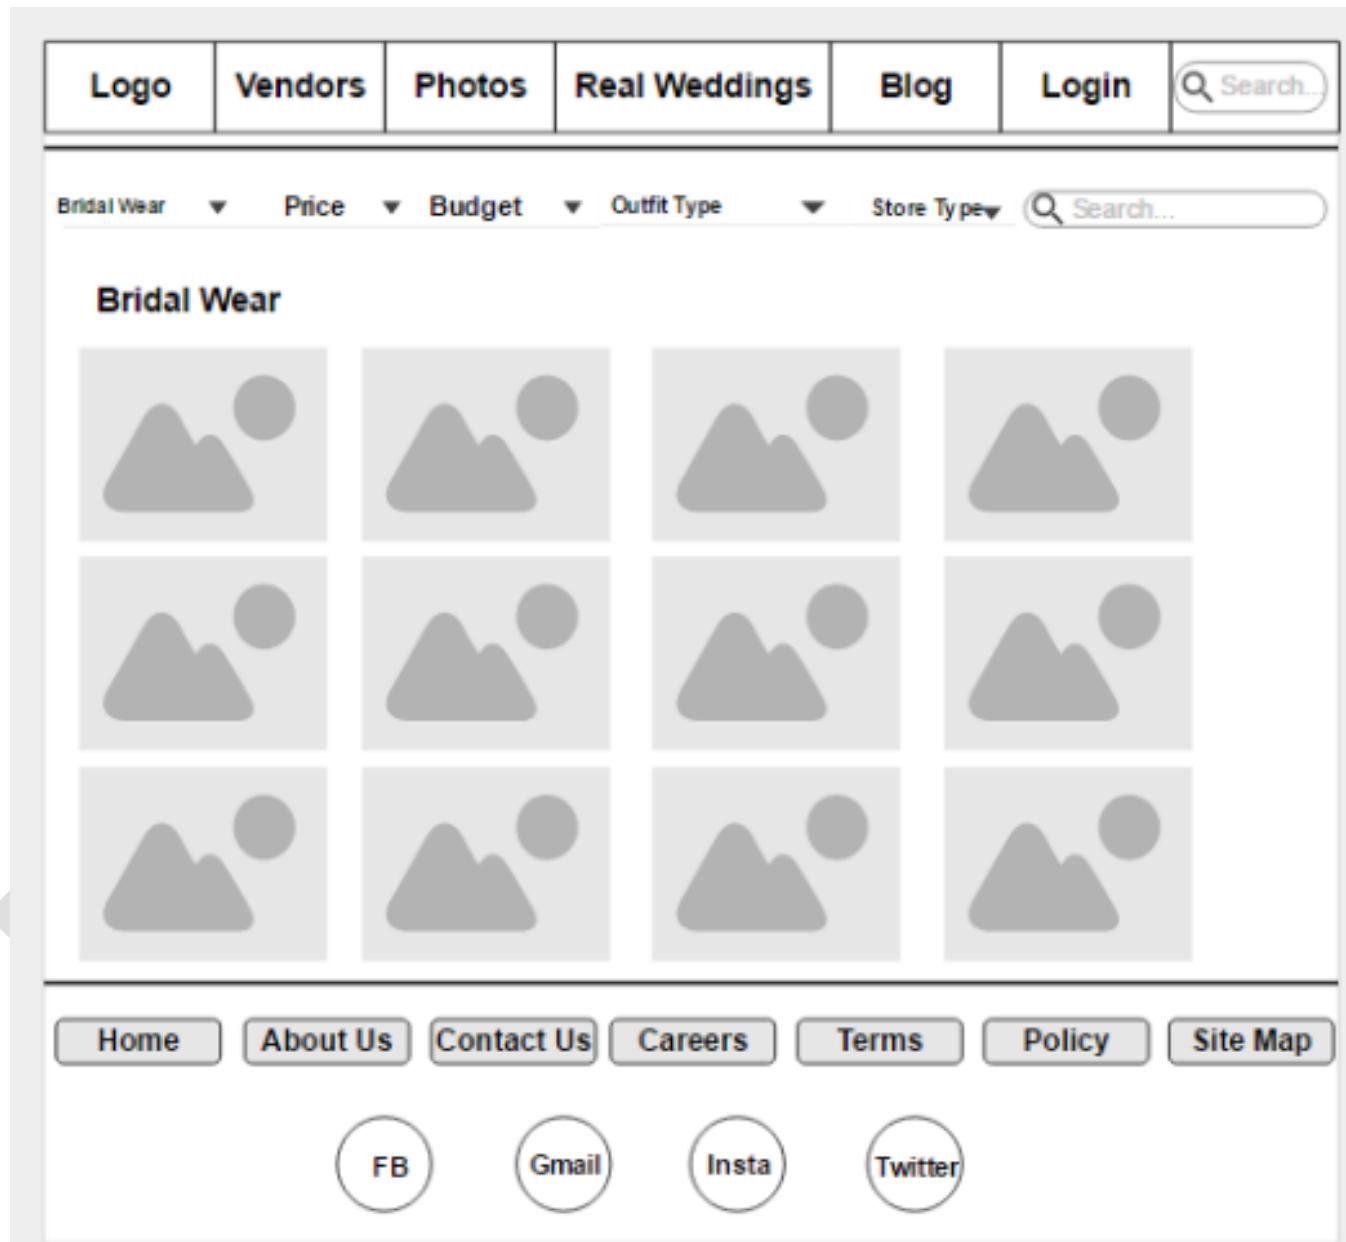 Logo Vendors Photos Real Weddings Blog Login Search...
Bridal Wear Price Budget Outfit Type Store Type Search...
Bridal Wear
Home About Us Contact Us Careers Terms Policy Site Map
FB Gmail Insta Twitter